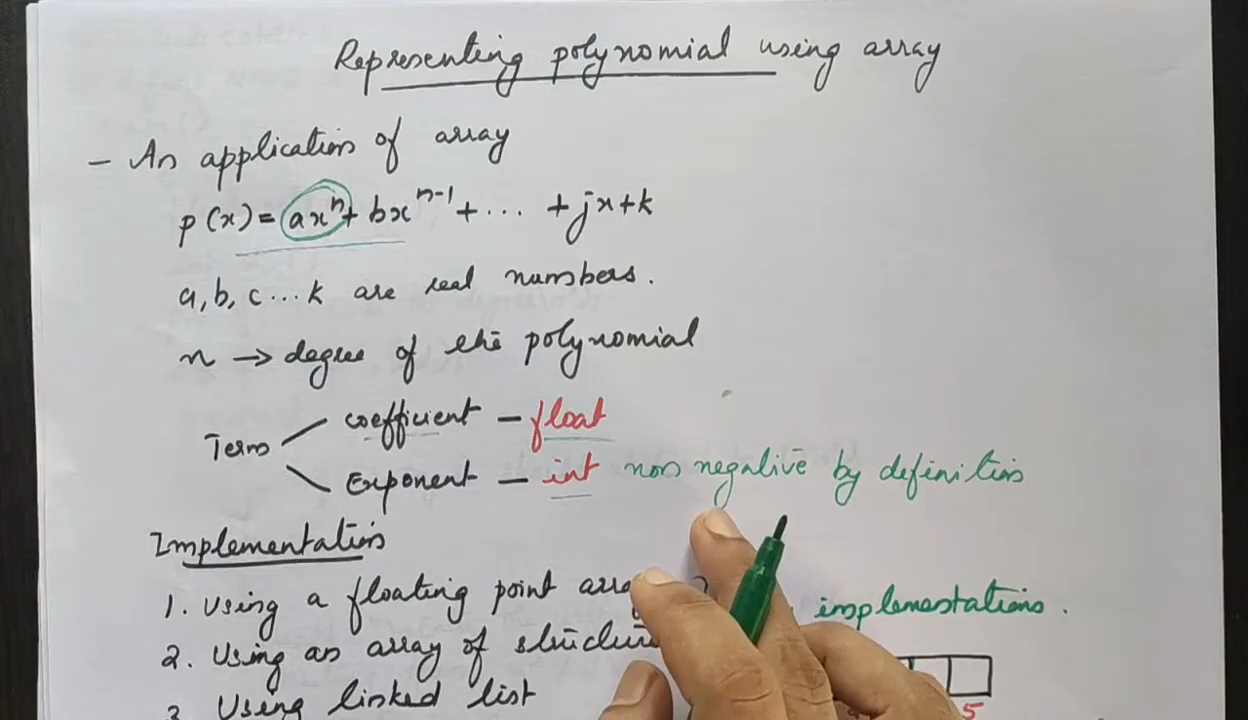 Representing polynomial using array
- An application of array
p(x) = ax^n + bx^(n-1) + ... + jx + k
a, b, c ... k are real numbers.
n → degree of the polynomial
Term
coefficient - float
Exponent - int non negative by definition
Implementation
1. Using a floating point
implementations.
2. Using an array of
3. Using linked list
5